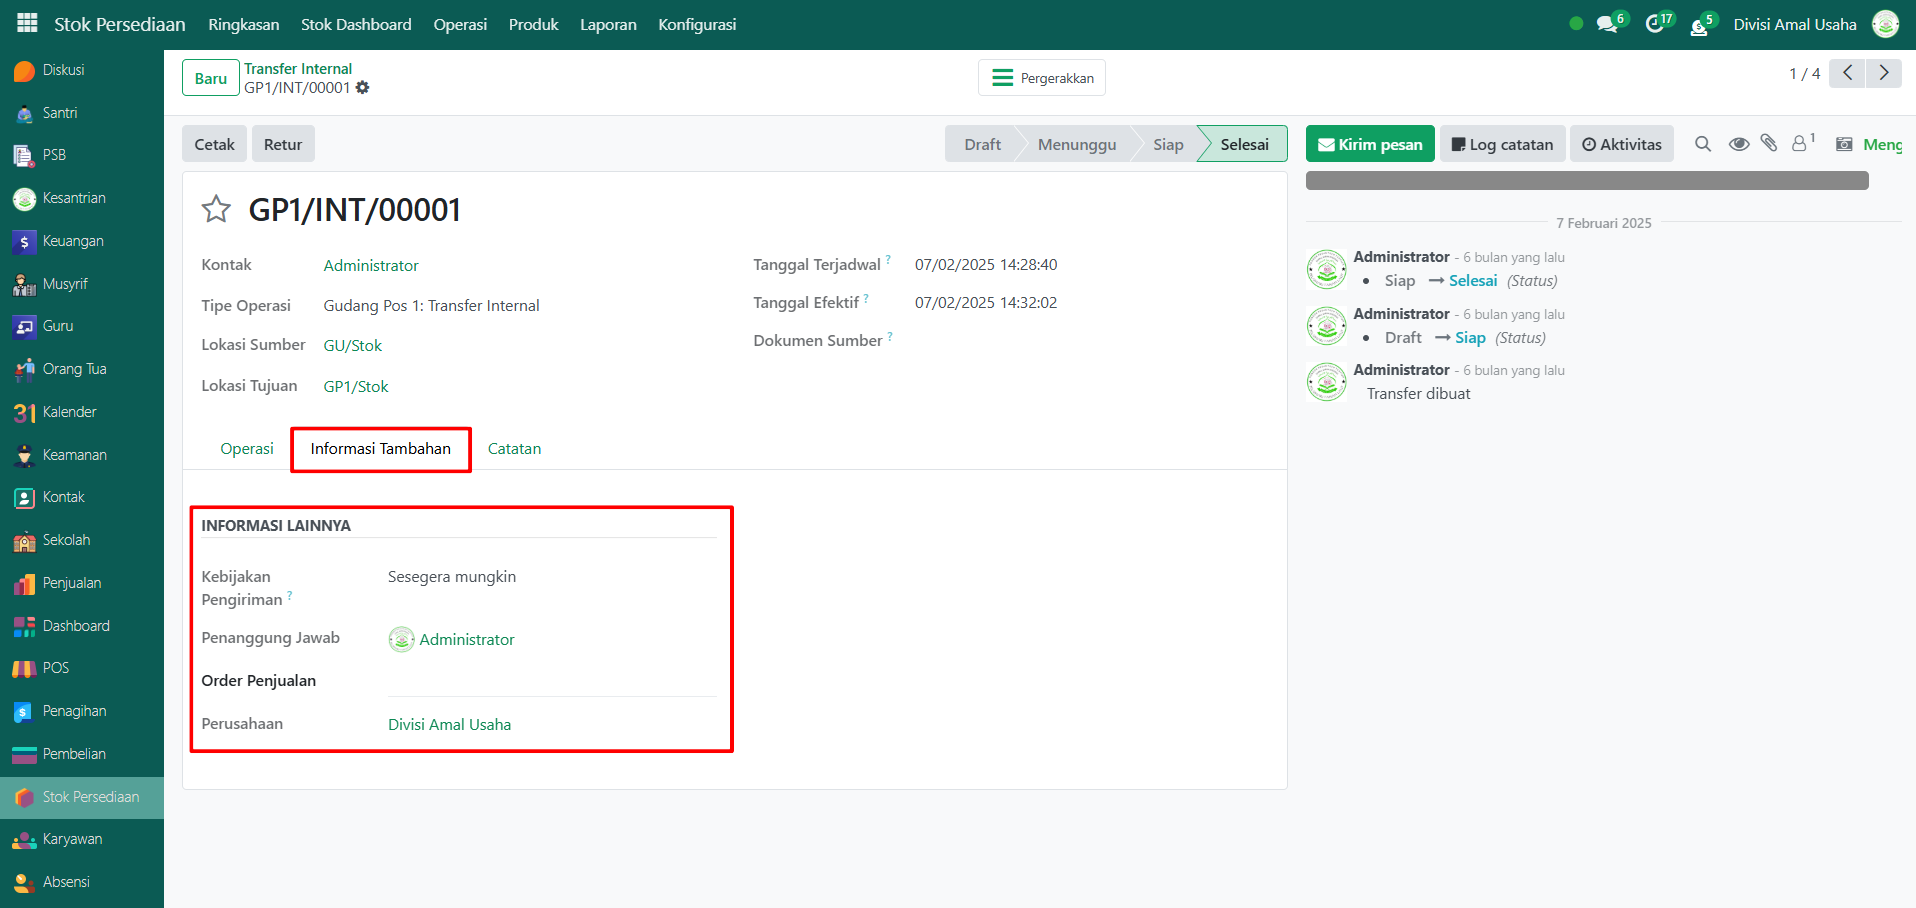 Stok Persediaan Ringkasan Stok Dashboard Operasi Produk Laporan Konfigurasi 6 17 5 Divisi Amal Usaha
Diskusi
Santri
PSB
Kesantrian
Keuangan
Musyrif
Guru
Orang Tua
31 Kalender
Keamanan
Kontak
Sekolah
Penjualan
Dashboard
POS
Penagihan
Pembelian
Stok Persediaan
Karyawan
Absensi
Baru
Transfer Internal
GP1/INT/00001
Pergerakkan
1 / 4
Cetak Retur
Draft Menunggu Siap Selesai
Kirim pesan Log catatan Aktivitas 1 Meng
GP1/INT/00001
Kontak Administrator
Tipe Operasi Gudang Pos 1: Transfer Internal
Lokasi Sumber GU/Stok
Lokasi Tujuan GP1/Stok
Tanggal Terjadwal ? 07/02/2025 14:28:40
Tanggal Efektif ? 07/02/2025 14:32:02
Dokumen Sumber ?
Operasi Informasi Tambahan Catatan
INFORMASI LAINNYA
Kebijakan
Pengiriman ? Sesegera mungkin
Penanggung Jawab Administrator
Order Penjualan
Perusahaan Divisi Amal Usaha
7 Februari 2025
Administrator - 6 bulan yang lalu
• Siap → Selesai (Status)
Administrator - 6 bulan yang lalu
• Draft → Siap (Status)
Administrator - 6 bulan yang lalu
Transfer dibuat